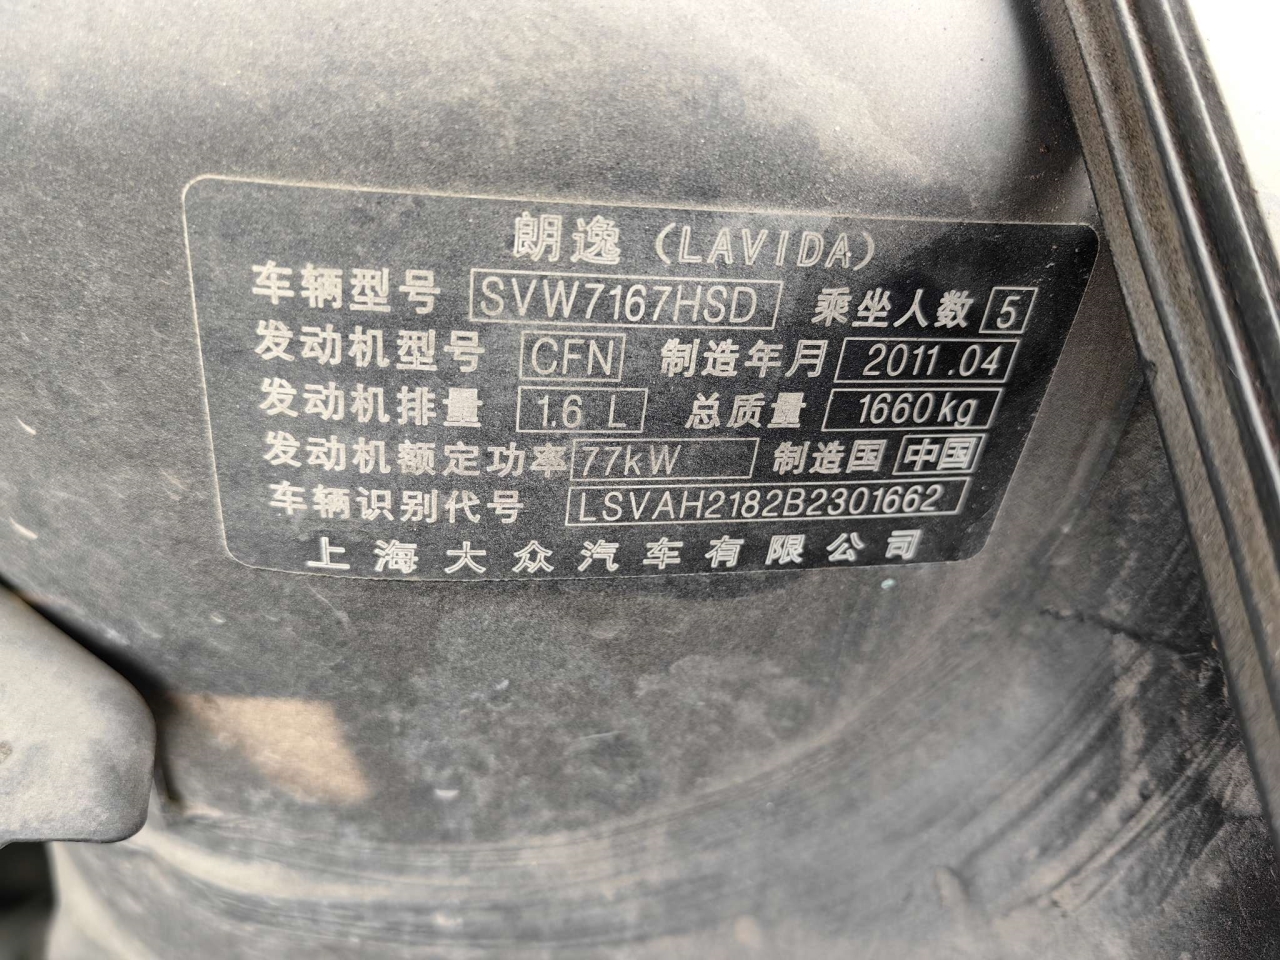 朗逸（LAVIDA）
车辆型号 SVW7167HSD 乘坐人数 5
发动机型号 CFN 制造年月 2011.04
发动机排量 1.6 L 总质量 1660kg
发动机额定功率 77kW 制造国 中国
车辆识别代号 LSVAH2182B2301662
上海大众汽车有限公司